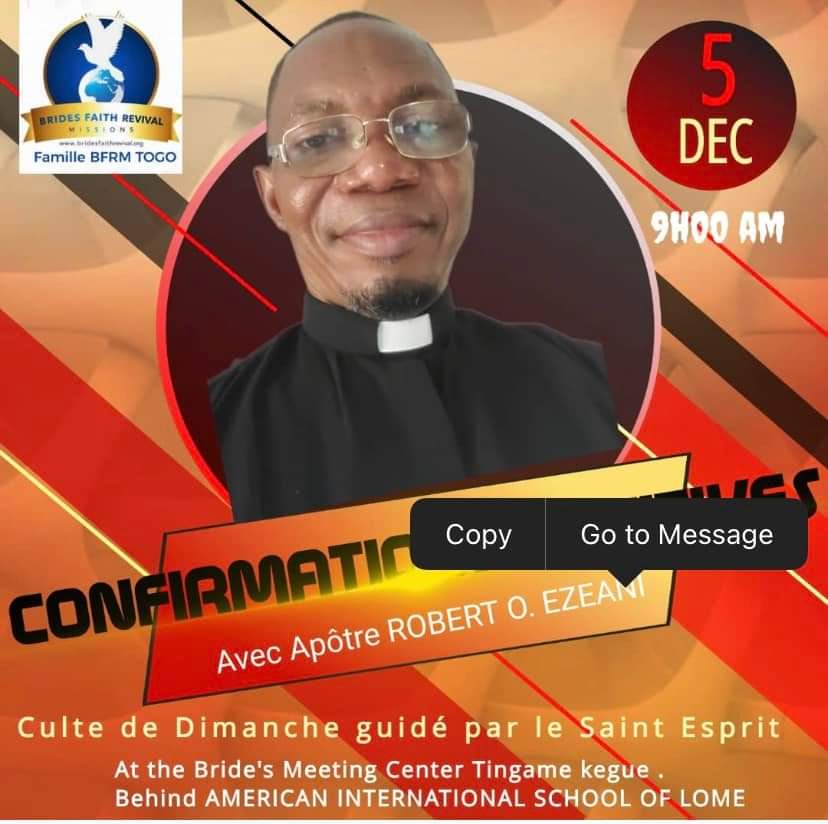 BRIDES FAITH REVIVAL
MISSIONS
www.bridesfaithrevival.org
Famille BFRM TOGO
5
DEC
9H00 AM
Copy
Go to Message
Avec Apôtre ROBERT O. EZEANI
Culte de Dimanche guidé par le Saint Esprit
At the Bride's Meeting Center Tingame kegue .
Behind AMERICAN INTERNATIONAL SCHOOL OF LOME